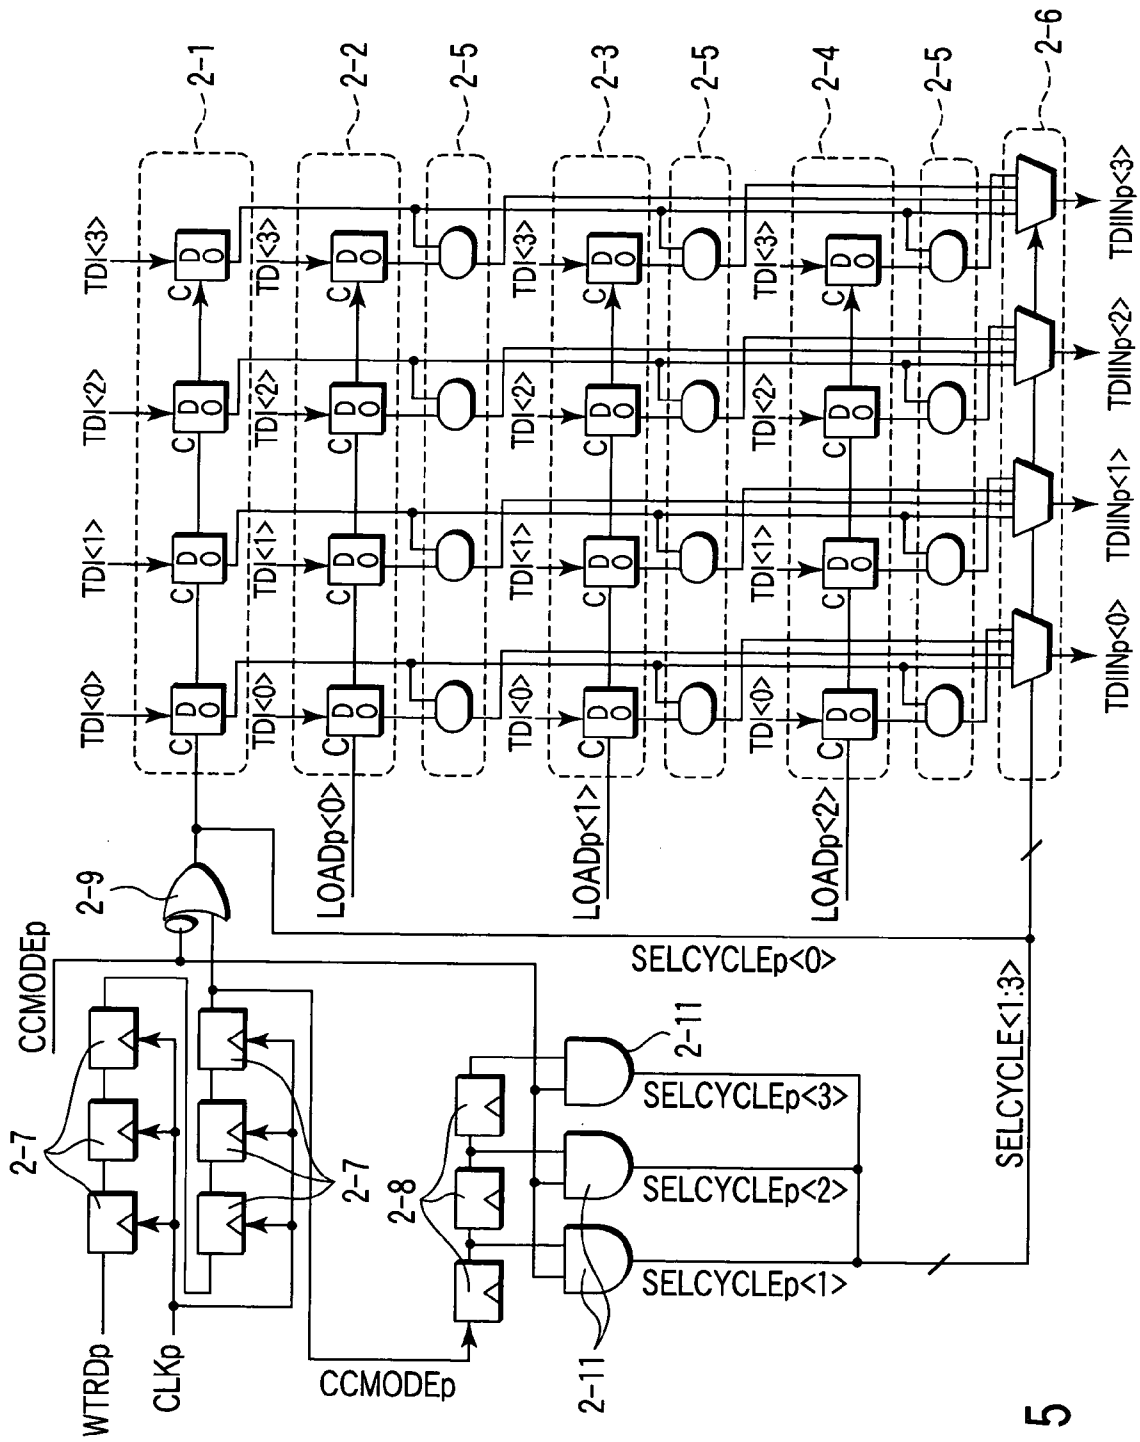 TDI<0>
TDI<1>
TDI<2>
TDI<3>
C
D
O
C
D
O
C
D
O
C
D
O
2-1
TDI<0>
TDI<1>
TDI<2>
TDI<3>
C
D
O
C
D
O
C
D
O
C
D
O
2-2
LOADp<0>
2-5
TDI<0>
TDI<1>
TDI<2>
TDI<3>
C
D
O
C
D
O
C
D
O
C
D
O
2-3
LOADp<1>
2-5
TDI<0>
TDI<1>
TDI<2>
TDI<3>
C
D
O
C
D
O
C
D
O
C
D
O
2-4
LOADp<2>
2-5
2-6
TDIINp<0>
TDIINp<1>
TDIINp<2>
TDIINp<3>
2-9
CCMODEp
2-7
WTRDp
CLKp
2-7
CCMODEp
2-8
2-11
2-11
SELCYCLEp<0>
SELCYCLEp<3>
SELCYCLEp<2>
SELCYCLEp<1>
SELCYCLE<1:3>
5